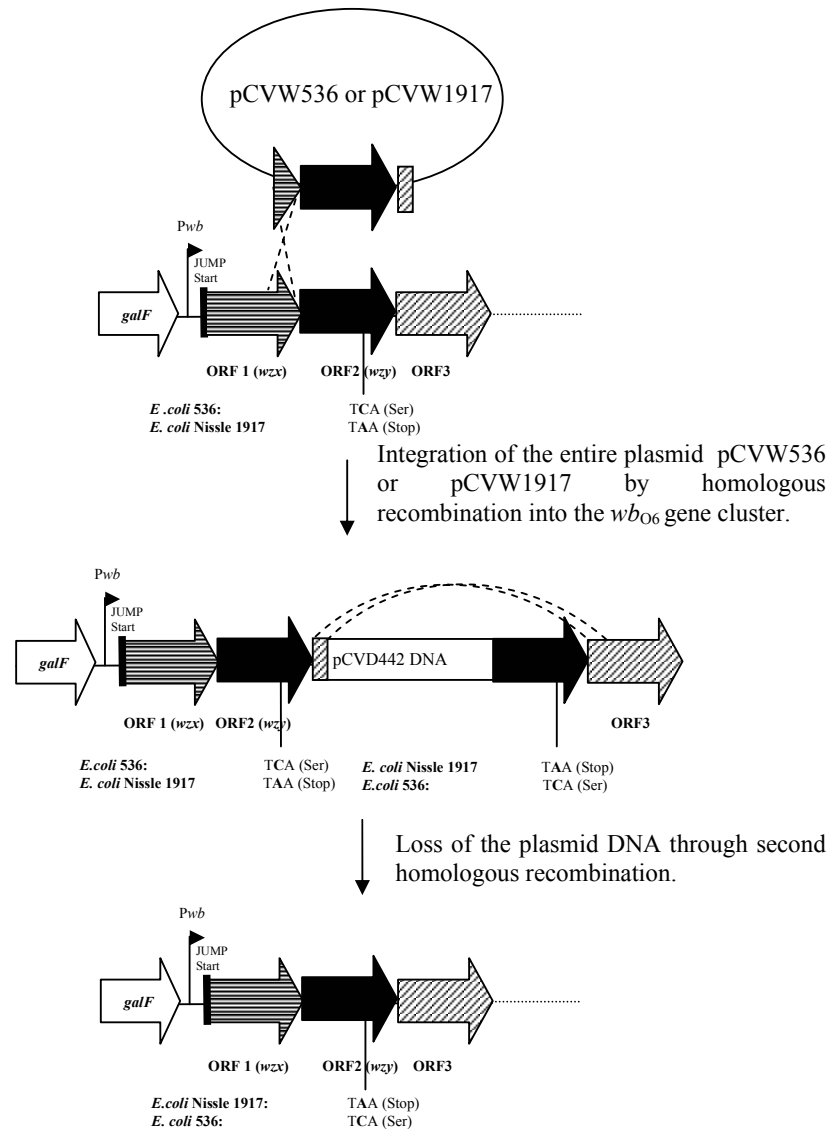 pCVW536 or pCVW1917
Pwb
JUMP
Start
galF
ORF 1 (wzx) ORF2 (wzy) ORF3
E .coli 536: TCA (Ser)
E. coli Nissle 1917 TAA (Stop)
Integration of the entire plasmid pCVW536
or pCVW1917 by homologous
recombination into the wbO6 gene cluster.
Pwb
JUMP
Start
galF
pCVD442 DNA
ORF 1 (wzx) ORF2 (wzy) ORF3
E.coli 536: TCA (Ser) E. coli Nissle 1917 TAA (Stop)
E. coli Nissle 1917 TAA (Stop) E.coli 536: TCA (Ser)
Loss of the plasmid DNA through second
homologous recombination.
Pwb
JUMP
Start
galF
ORF 1 (wzx) ORF2 (wzy) ORF3
E.coli Nissle 1917: TAA (Stop)
E. coli 536: TCA (Ser)